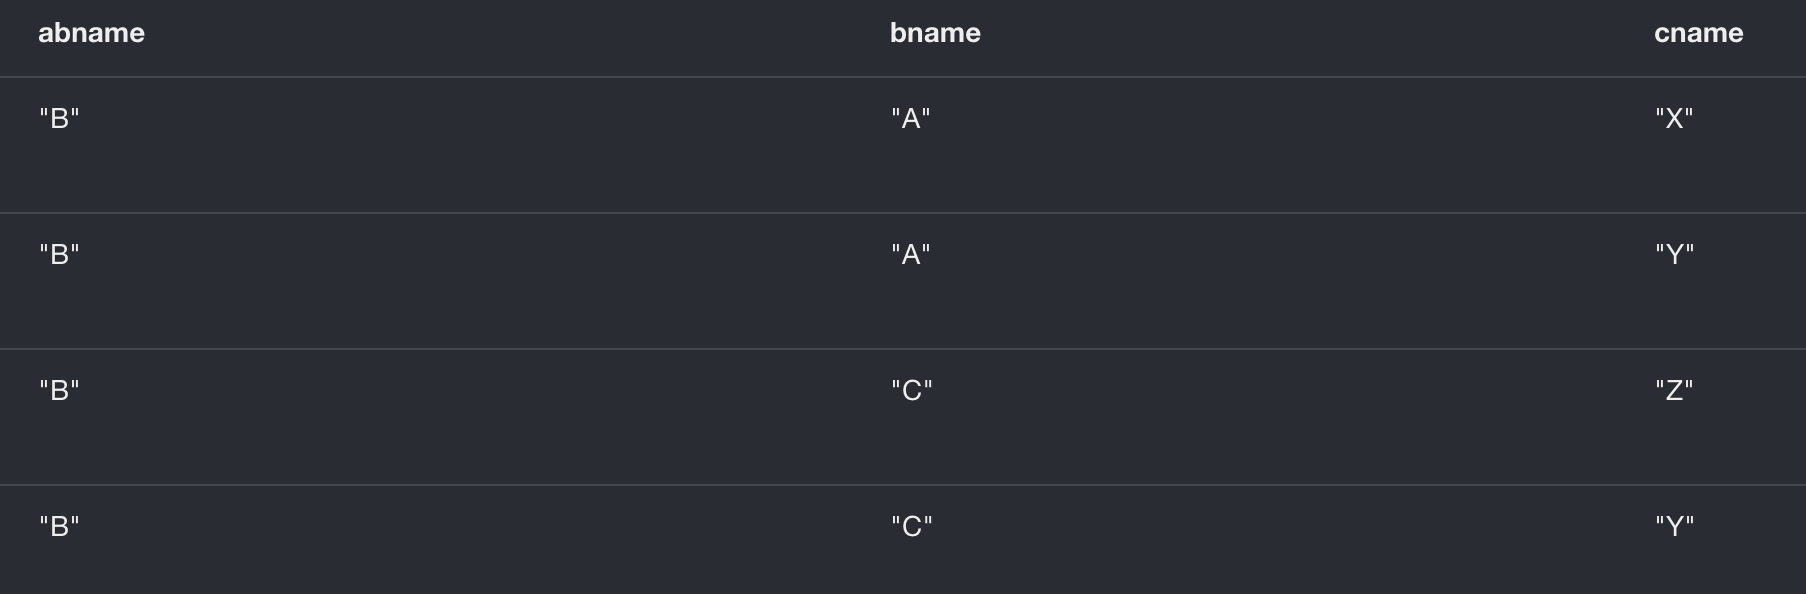 abname bname cname
"B" "A" "X"
"B" "A" "Y"
"B" "C" "Z"
"B" "C" "Y"